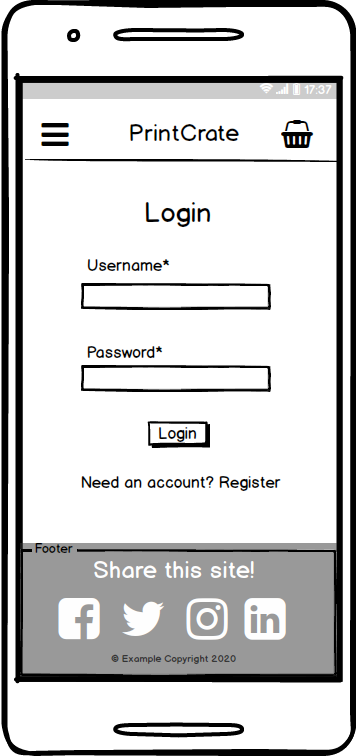 17:37
PrintCrate
Login
Username*
Password*
Login
Need an account? Register
Footer
Share this site!
© Example Copyright 2020